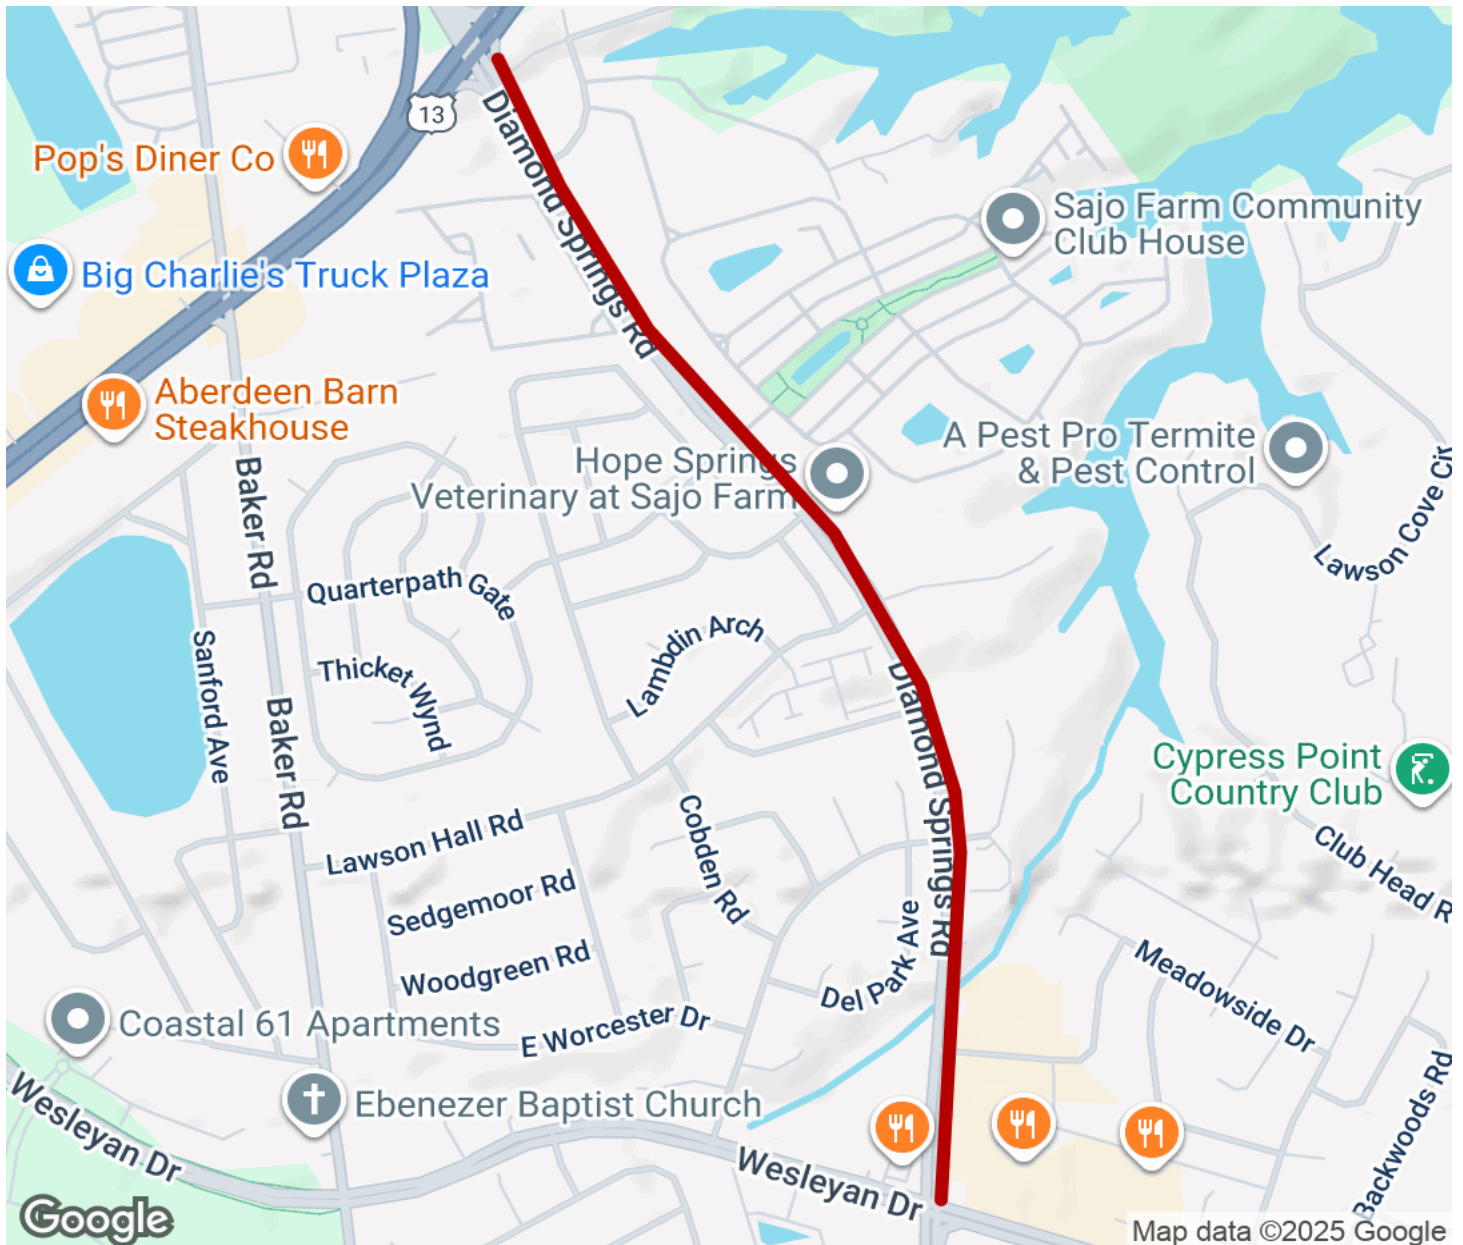 13
Diamond Springs Rd
Pop's Diner Co
Sajo Farm Community
Club House
Big Charlie's Truck Plaza
Aberdeen Barn
Steakhouse
Hope Springs
Veterinary at Sajo Farm
A Pest Pro Termite
& Pest Control
Baker Rd
Lawson Cove Cir
Quarterpath Gate
Lambdin Arch
Sanford Ave
Thicket Wynd
Diamond Springs Rd
Baker Rd
Cypress Point
Country Club
Lawson Hall Rd
Cobden Rd
Club Head R
Sedgemoor Rd
Woodgreen Rd
Del Park Ave
Meadowside Dr
Coastal 61 Apartments
E Worcester Dr
Ebenezer Baptist Church
Backwoods Rd
Wesleyan Dr
Wesleyan Dr
Google
Map data ©2025 Google